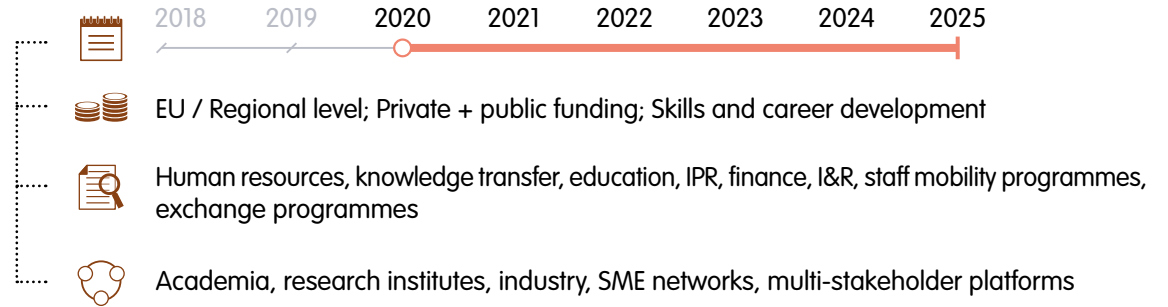 2018 2019 2020 2021 2022 2023 2024 2025
EU / Regional level; Private + public funding; Skills and career development
Human resources, knowledge transfer, education, IPR, finance, I&R, staff mobility programmes,
exchange programmes
Academia, research institutes, industry, SME networks, multi-stakeholder platforms